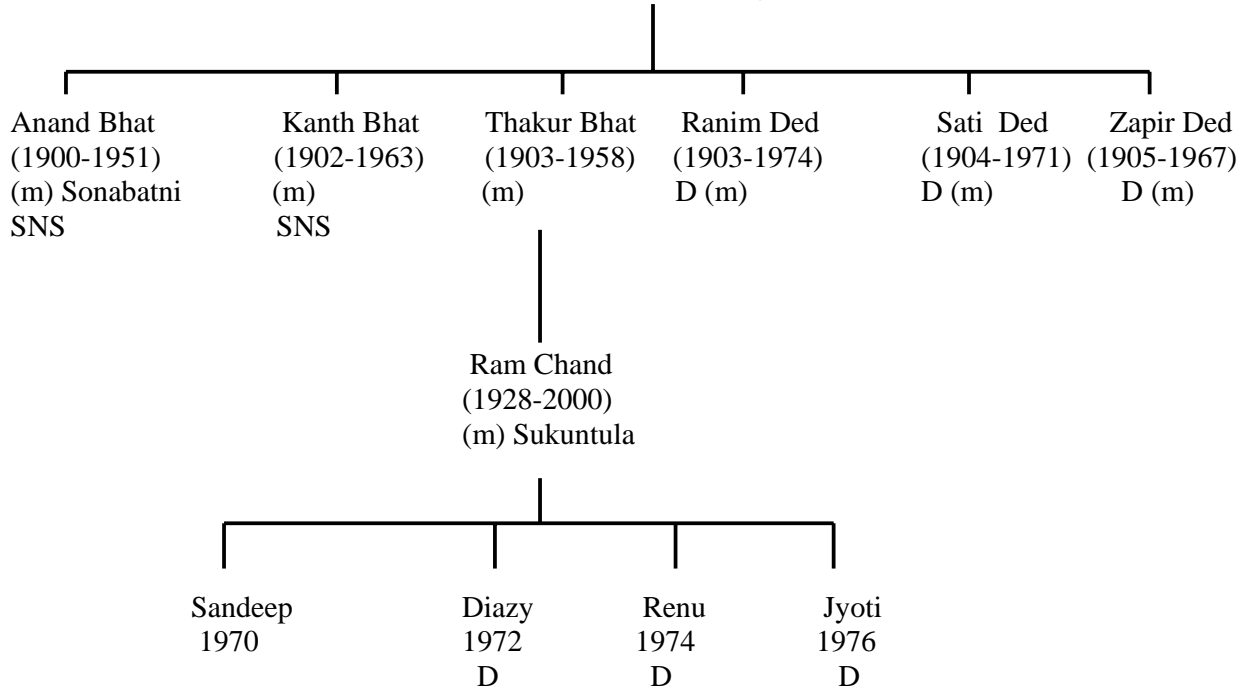 Anand Bhat Kanth Bhat Thakur Bhat Ranim Ded Sati Ded Zapir Ded
(1900-1951) (1902-1963) (1903-1958) (1903-1974) (1904-1971) (1905-1967)
(m) Sonabatni (m) (m) D (m) D (m) D (m)
SNS SNS
Ram Chand
(1928-2000)
(m) Sukuntula
Sandeep Diazy Renu Jyoti
1970 1972 1974 1976
D D D